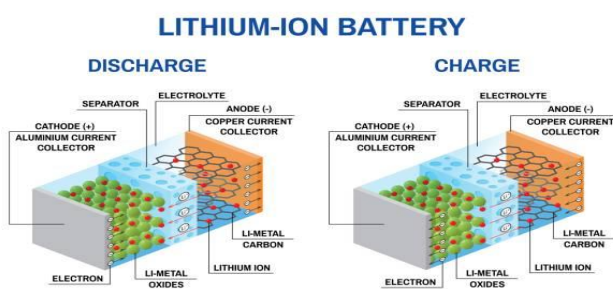 LITHIUM-ION BATTERY
DISCHARGE
ELECTROLYTE
SEPARATOR
ANODE (-)
COPPER CURRENT
COLLECTOR
CATHODE (+)
ALUMINIUM CURRENT
COLLECTOR
LI-METAL
CARBON
LITHIUM ION
LI-METAL
OXIDES
ELECTRON
CHARGE
ELECTROLYTE
SEPARATOR
ANODE (-)
COPPER CURRENT
COLLECTOR
CATHODE (+)
ALUMINIUM CURRENT
COLLECTOR
LI-METAL
CARBON
LITHIUM ION
LI-METAL
OXIDES
ELECTRON